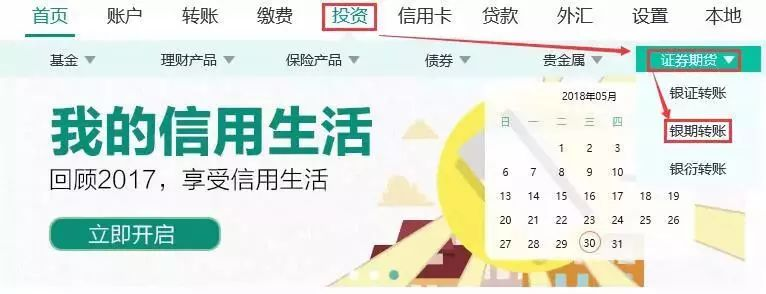 首页 账户 转账 缴费 投资 信用卡 贷款 外汇 设置 本地
基金 理财产品 保险产品 债券 贵金属 证券期货
银证转账
银期转账
银衍转账
我的信用生活
回顾2017，享受信用生活
立即开启
2018年05月
日 一 二 三 四
1 2 3 4 5
6 7 8 9 10 11 12
13 14 15 16 17 18 19
20 21 22 23 24 25 26
27 28 29 30 31